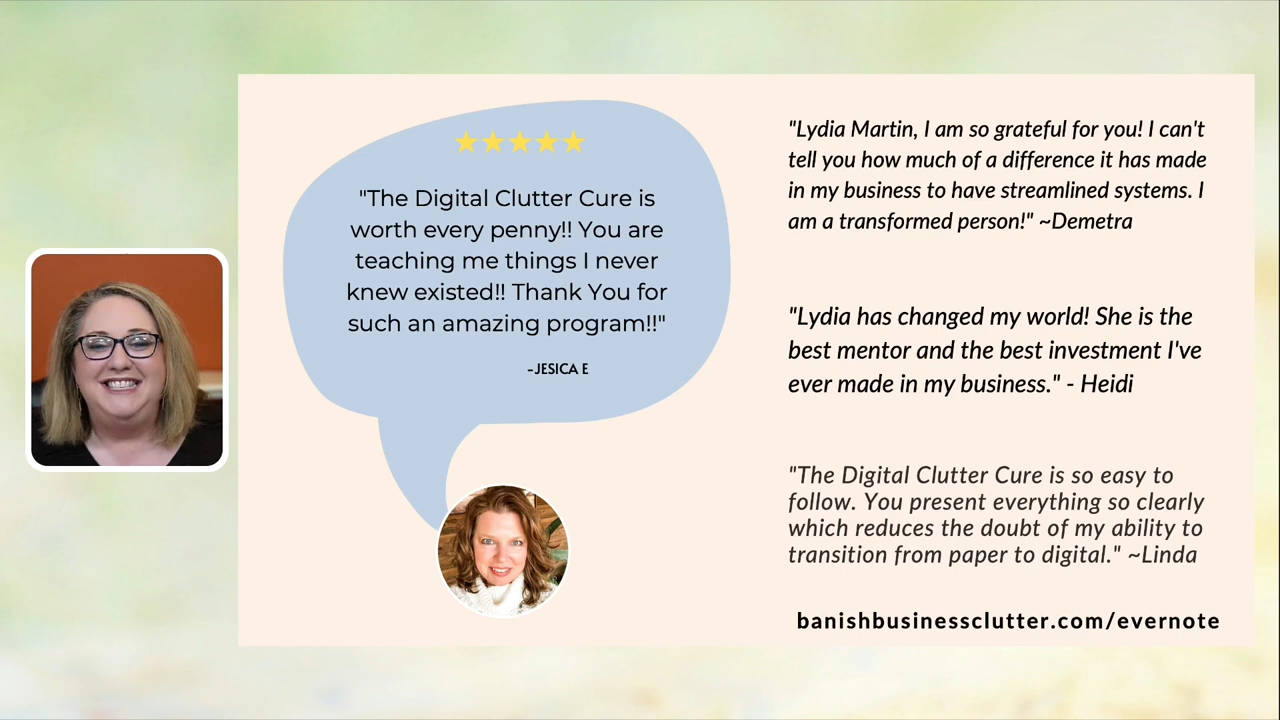 "The Digital Clutter Cure is
worth every penny!! You are
teaching me things I never
knew existed!! Thank You for
such an amazing program!!"
-JESICA E
"Lydia Martin, I am so grateful for you! I can't
tell you how much of a difference it has made
in my business to have streamlined systems. I
am a transformed person!" ~Demetra
"Lydia has changed my world! She is the
best mentor and the best investment I've
ever made in my business." - Heidi
"The Digital Clutter Cure is so easy to
follow. You present everything so clearly
which reduces the doubt of my ability to
transition from paper to digital." ~Linda
banishbusinessclutter.com/evernote